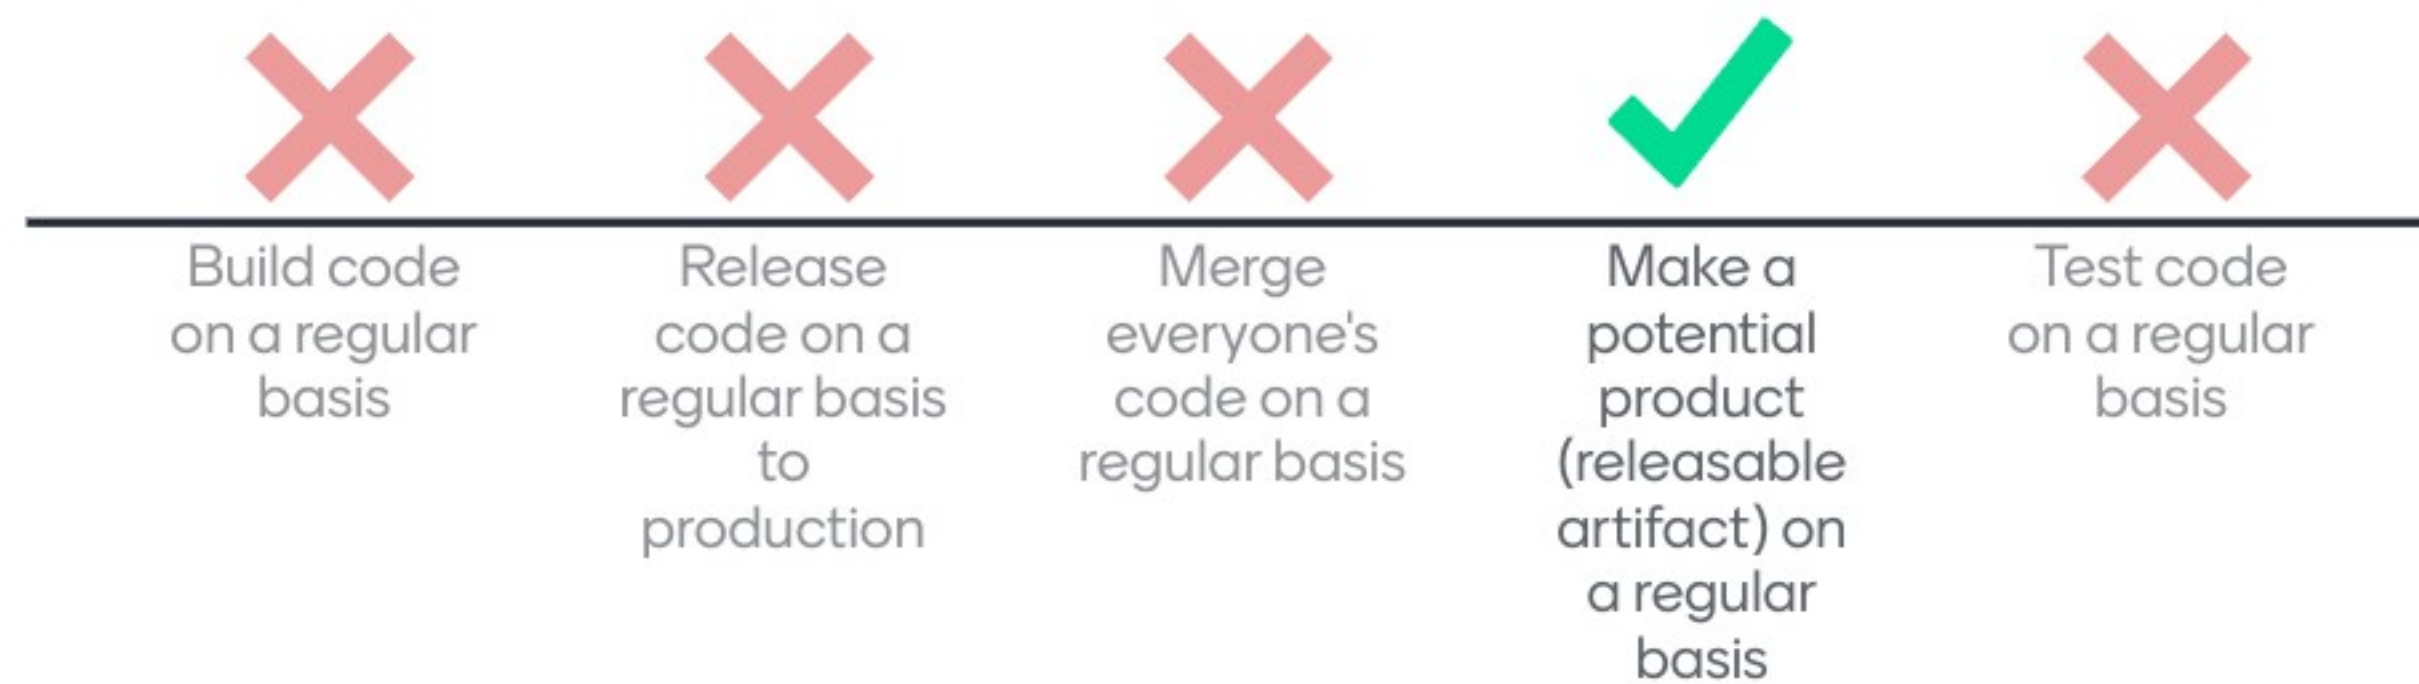 Build code
on a regular
basis
Release
code on a
regular basis
to
production
Merge
everyone's
code on a
regular basis
Make a
potential
product
(releasable
artifact) on
a regular
basis
Test code
on a regular
basis